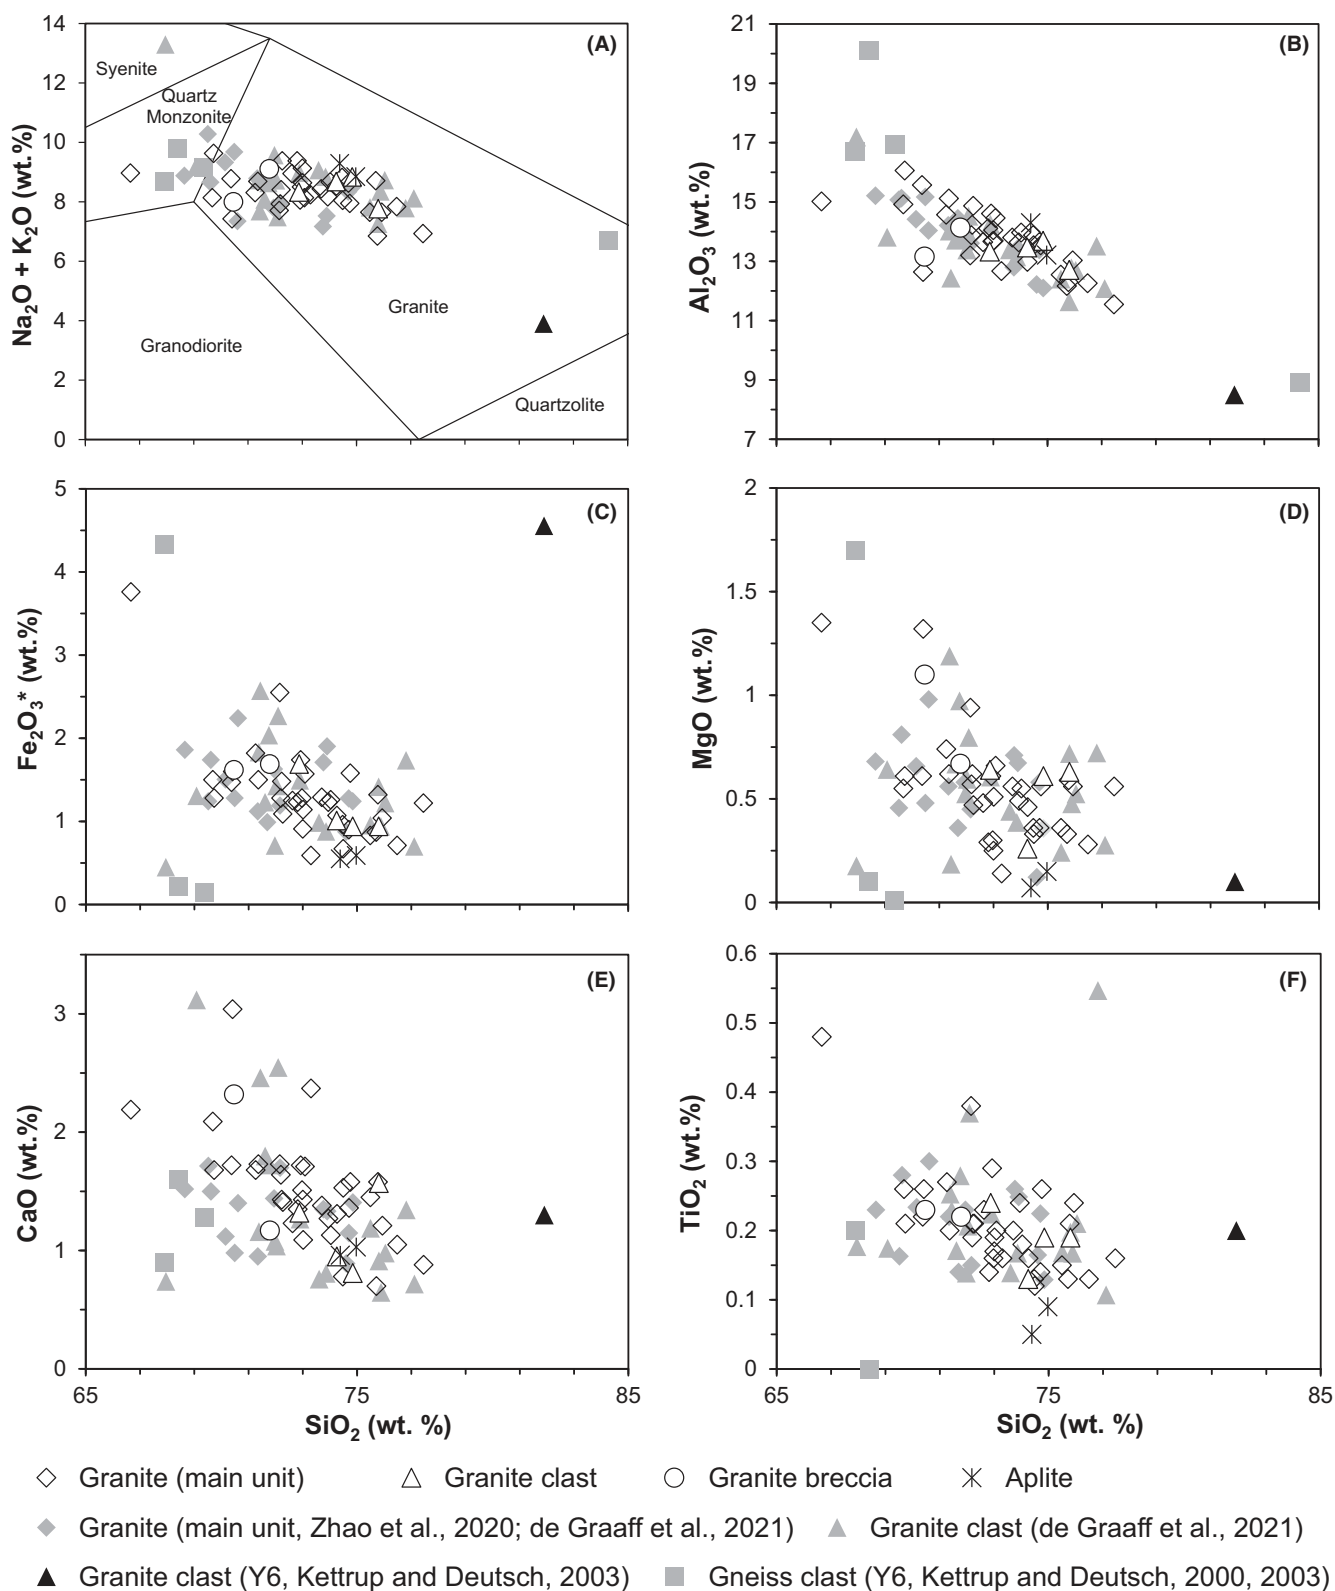 14
12
10
8
6
4
2
0
Na₂O + K₂O (wt.%)
(A)
Syenite
Quartz
Monzonite
Granite
Granodiorite
Quartzolite
21
19
17
15
13
11
9
7
Al₂O₃ (wt.%)
(B)
5
4
3
2
1
0
Fe₂O₃* (wt.%)
(C)
2
1.5
1
0.5
0
MgO (wt.%)
(D)
3
2
1
0
CaO (wt.%)
(E)
65
75
85
SiO₂ (wt. %)
0.6
0.5
0.4
0.3
0.2
0.1
0
TiO₂ (wt.%)
(F)
65
75
85
SiO₂ (wt. %)
Granite (main unit) Granite clast Granite breccia Aplite
Granite (main unit, Zhao et al., 2020; de Graaff et al., 2021) Granite clast (de Graaff et al., 2021)
Granite clast (Y6, Kettrup and Deutsch, 2003) Gneiss clast (Y6, Kettrup and Deutsch, 2000, 2003)